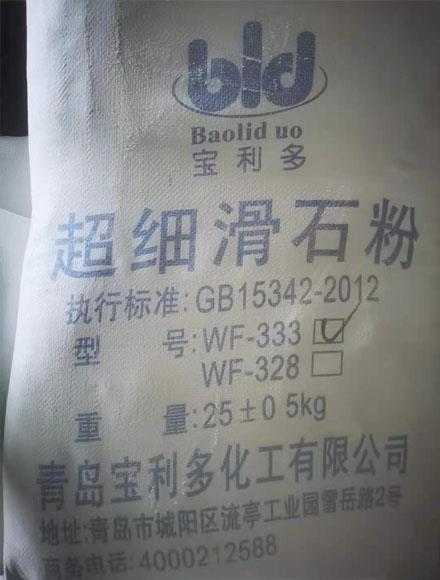 bld
Baolid uo
宝利多
超细滑石粉
执行标准:GB15342-2012
型 号:WF-333
WF-328
重 量:25±0 5kg
青岛宝利多化工有限公司
地址:青岛市城阳区流亭工业园雪岳路2号
商务电话:4000212588